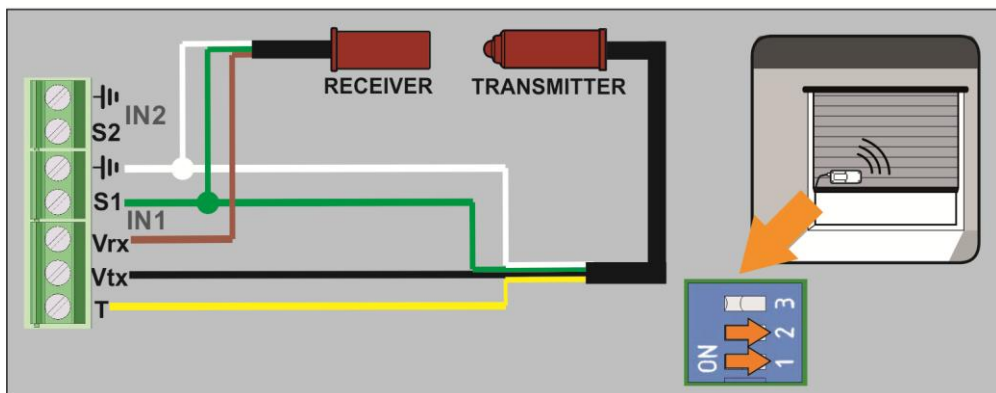 RECEIVER
TRANSMITTER
IN2
S2
S1
IN1
Vrx
Vtx
T
ON
3
2
1